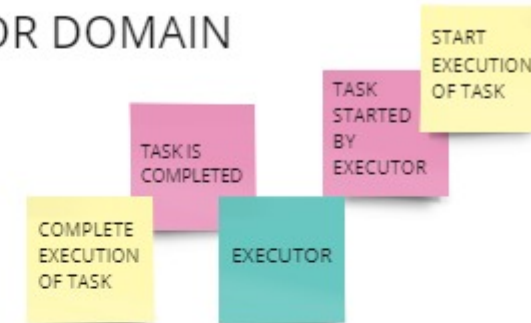 OR DOMAIN
START
EXECUTION
OF TASK
TASK
STARTED
BY
EXECUTOR
TASK IS
COMPLETED
COMPLETE
EXECUTION
OF TASK
EXECUTOR